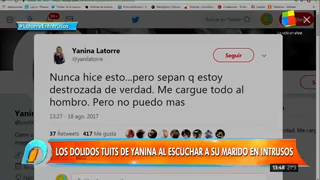 #LatorreEnIntrusos
Yanina Latorre
@yanilatorre
Seguir
Nunca hice esto...pero sepan q estoy
destrozada de verdad. Me cargue todo al
hombro. Pero no puedo mas
13:27 - 18 ago. 2017
37 Retweets 417 Me gusta
LOS DOLIDOS TUITS DE YANINA AL ESCUCHAR A SU MARIDO EN INTRUSOS
13:48